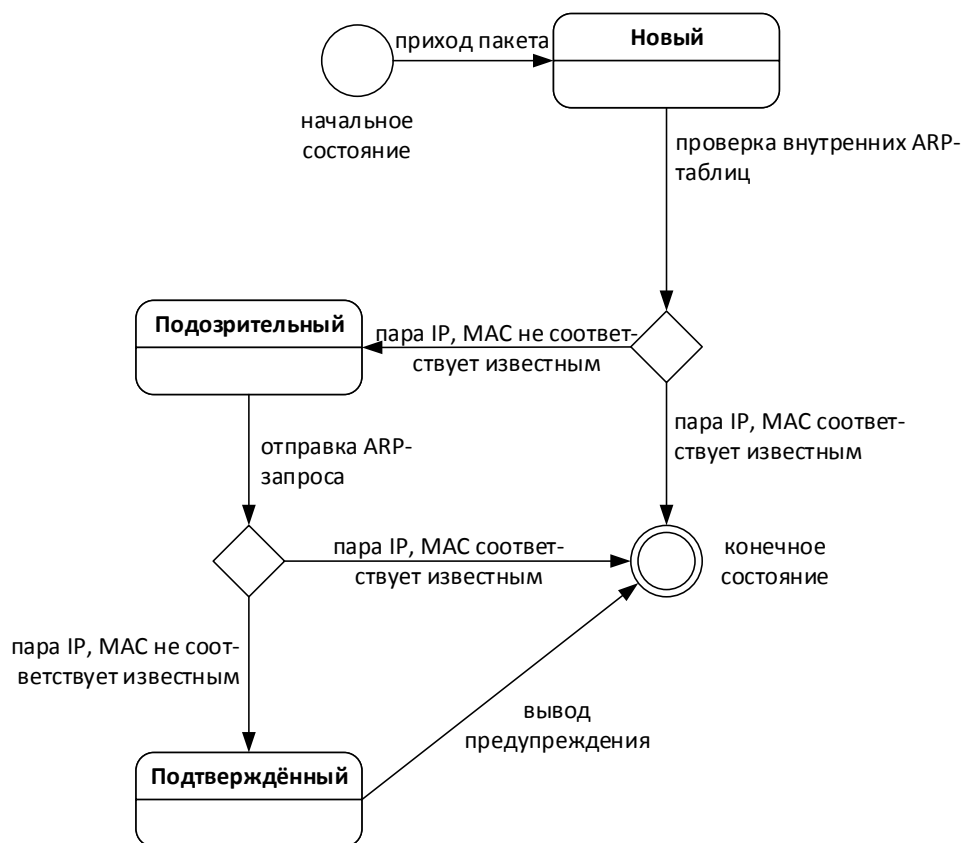 приход пакета
Новый
начальное
состояние
проверка внутренних ARP-
таблиц
Подозрительный
пара IP, MAC не соответ-
ствует известным
пара IP, MAC соответ-
ствует известным
отправка ARP-
запроса
пара IP, MAC соответ-
ствует известным
конечное
состояние
пара IP, MAC не соот-
ветствует известным
вывод
предупреждения
Подтверждённый